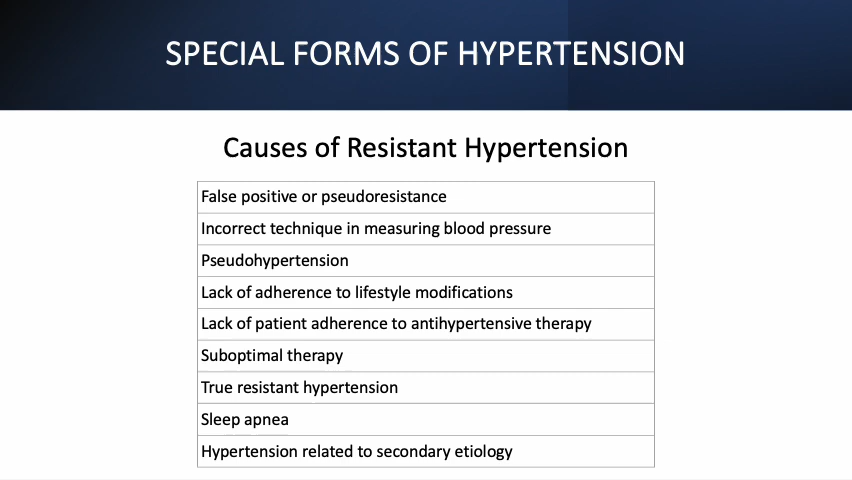 SPECIAL FORMS OF HYPERTENSION
Causes of Resistant Hypertension
False positive or pseudoresistance
Incorrect technique in measuring blood pressure
Pseudohypertension
Lack of adherence to lifestyle modifications
Lack of patient adherence to antihypertensive therapy
Suboptimal therapy
True resistant hypertension
Sleep apnea
Hypertension related to secondary etiology